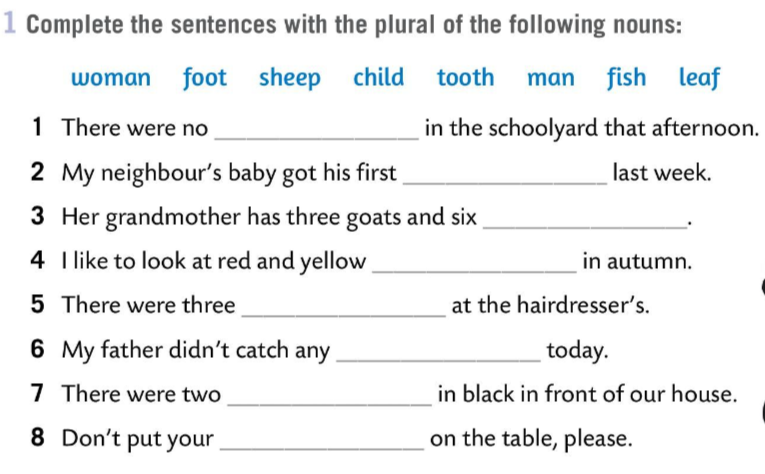 1 Complete the sentences with the plural of the following nouns:
woman foot sheep child tooth man fish leaf
1 There were no _______________ in the schoolyard that afternoon.
2 My neighbour's baby got his first _______________ last week.
3 Her grandmother has three goats and six _______________.
4 I like to look at red and yellow _______________ in autumn.
5 There were three _______________ at the hairdresser's.
6 My father didn't catch any _______________ today.
7 There were two _______________ in black in front of our house.
8 Don't put your _______________ on the table, please.